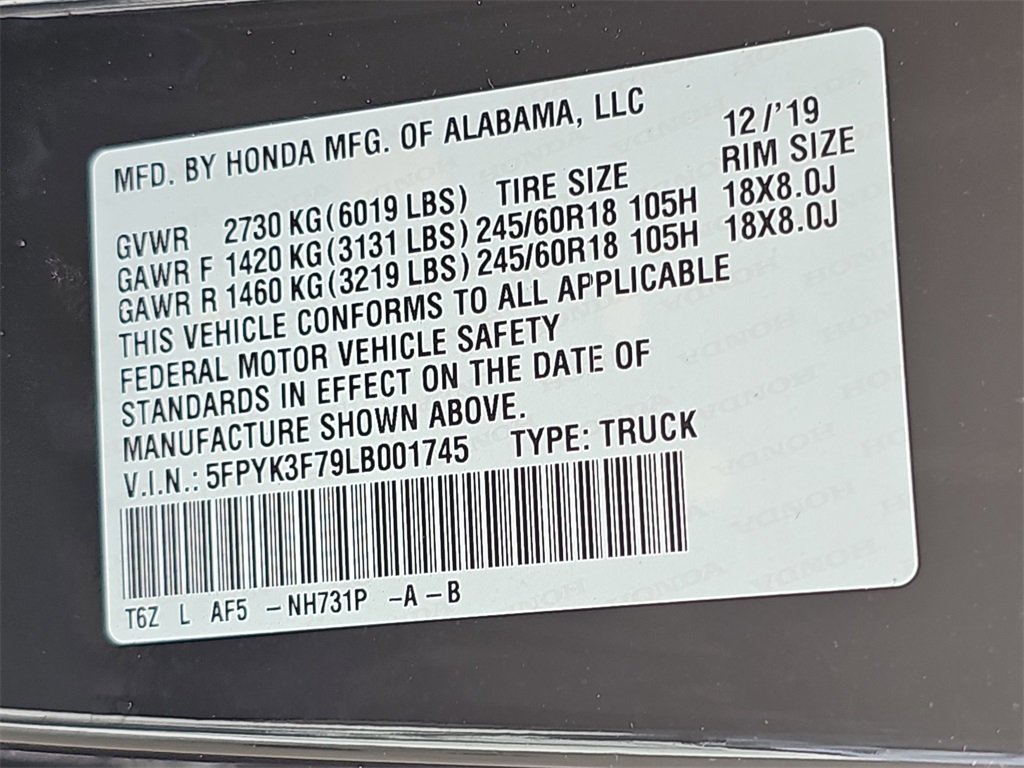 MFD. BY HONDA MFG. OF ALABAMA, LLC 12/'19
GVWR 2730 KG(6019 LBS) TIRE SIZE RIM SIZE
GAWR F 1420 KG(3131 LBS) 245/60R18 105H 18X8.0J
GAWR R 1460 KG(3219 LBS) 245/60R18 105H 18X8.0J
THIS VEHICLE CONFORMS TO ALL APPLICABLE
FEDERAL MOTOR VEHICLE SAFETY
STANDARDS IN EFFECT ON THE DATE OF
MANUFACTURE SHOWN ABOVE.
V.I.N.: 5FPYK3F79LB001745 TYPE: TRUCK
T6Z L AF5 -NH731P -A -B